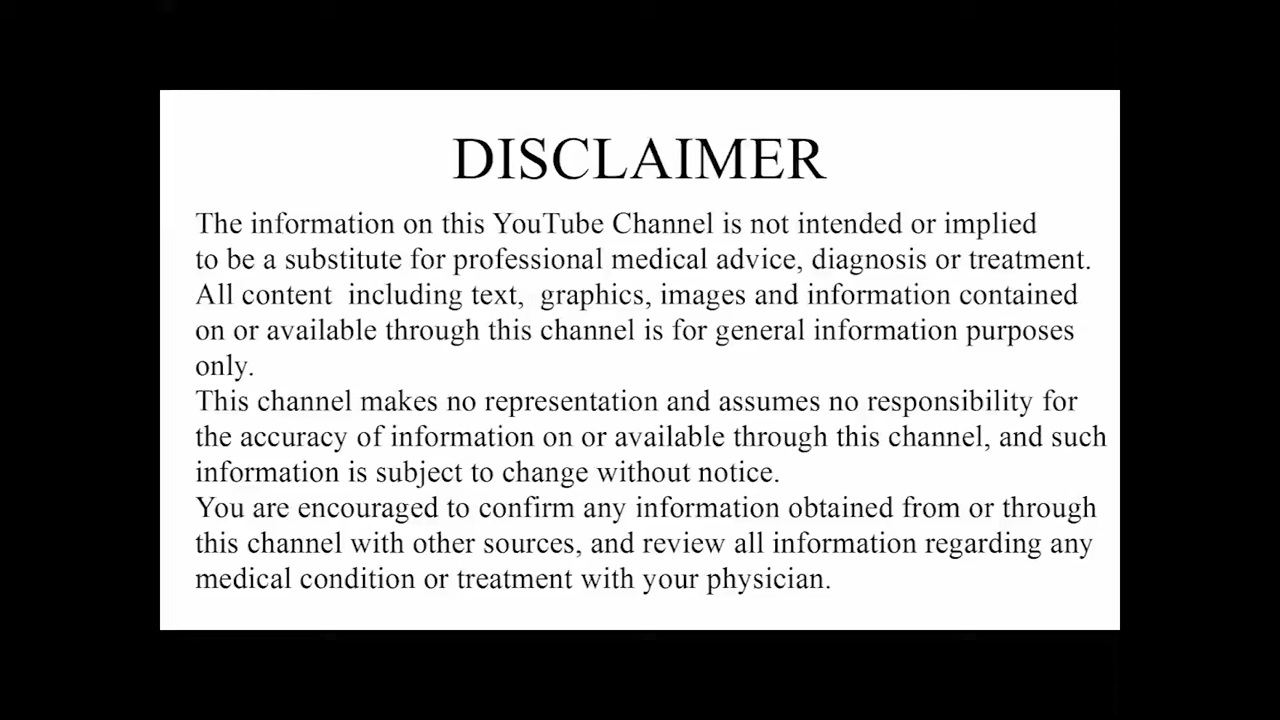 DISCLAIMER
The information on this YouTube Channel is not intended or implied
to be a substitute for professional medical advice, diagnosis or treatment.
All content  including text,  graphics, images and information contained
on or available through this channel is for general information purposes
only.
This channel makes no representation and assumes no responsibility for
the accuracy of information on or available through this channel, and such
information is subject to change without notice.
You are encouraged to confirm any information obtained from or through
this channel with other sources, and review all information regarding any
medical condition or treatment with your physician.